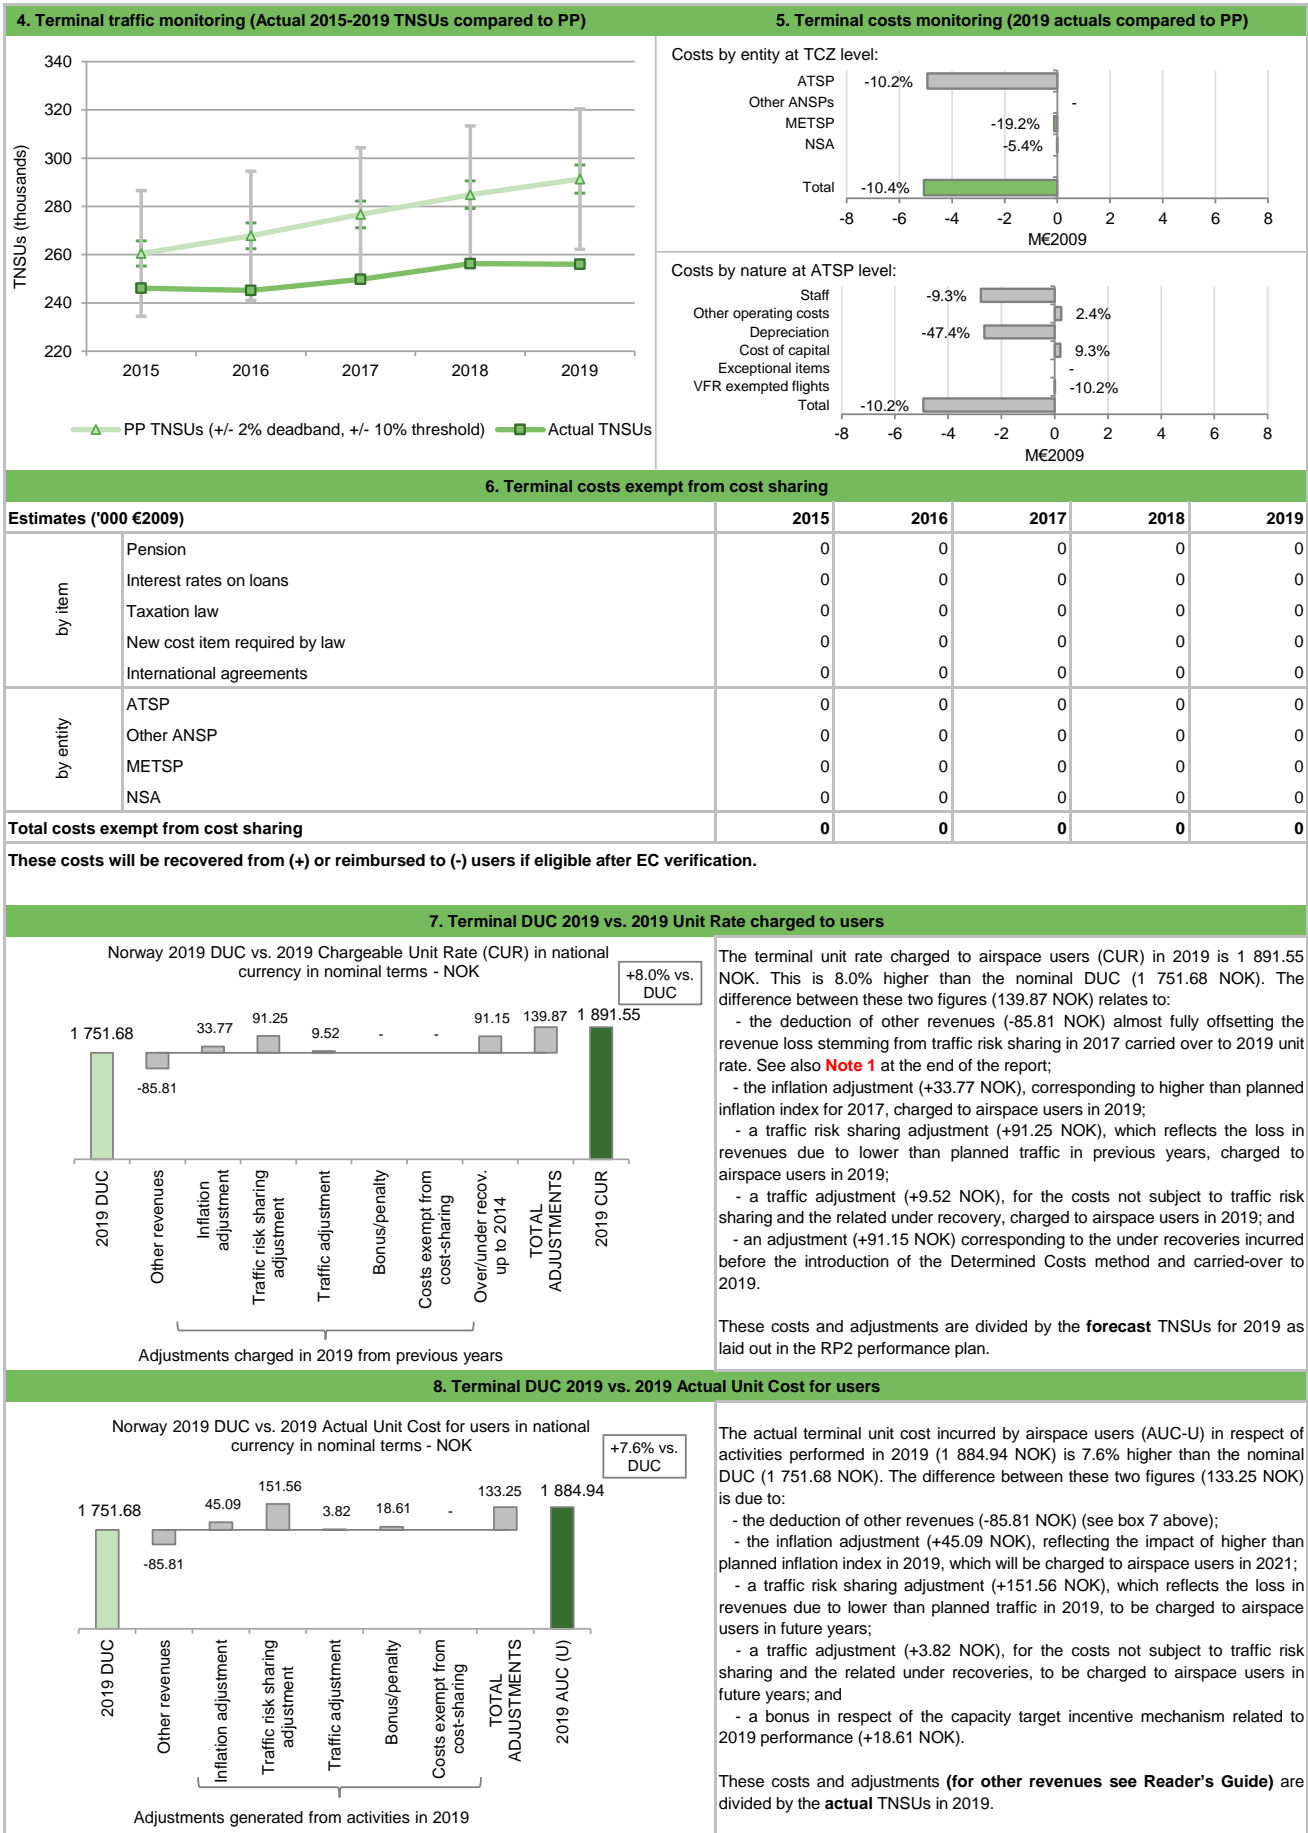 4. Terminal traffic monitoring (Actual 2015-2019 TNSUs compared to PP)
340
320
300
280
260
240
220
TNSUs (thousands)
2015 2016 2017 2018 2019
PP TNSUs (+/- 2% deadband, +/- 10% threshold) Actual TNSUs
5. Terminal costs monitoring (2019 actuals compared to PP)
Costs by entity at TCZ level:
ATSP -10.2%
Other ANSPs -
METSP -19.2%
NSA -5.4%
Total -10.4%
-8 -6 -4 -2 0 2 4 6 8
M€2009
Costs by nature at ATSP level:
Staff -9.3%
Other operating costs 2.4%
Depreciation -47.4%
Cost of capital 9.3%
Exceptional items -
VFR exempted flights -10.2%
Total -10.2%
-8 -6 -4 -2 0 2 4 6 8
M€2009
6. Terminal costs exempt from cost sharing
Estimates ('000 €2009) 2015 2016 2017 2018 2019
by item
Pension 0 0 0 0 0
Interest rates on loans 0 0 0 0 0
Taxation law 0 0 0 0 0
New cost item required by law 0 0 0 0 0
International agreements 0 0 0 0 0
by entity
ATSP 0 0 0 0 0
Other ANSP 0 0 0 0 0
METSP 0 0 0 0 0
NSA 0 0 0 0 0
Total costs exempt from cost sharing 0 0 0 0 0
These costs will be recovered from (+) or reimbursed to (-) users if eligible after EC verification.
7. Terminal DUC 2019 vs. 2019 Unit Rate charged to users
Norway 2019 DUC vs. 2019 Chargeable Unit Rate (CUR) in national
currency in nominal terms - NOK
+8.0% vs.
DUC
1 751.68 -85.81 33.77 91.25 9.52 - - 91.15 139.87 1 891.55
2019 DUC
Other revenues
Inflation
adjustment
Traffic risk sharing
adjustment
Traffic adjustment
Bonus/penalty
Costs exempt from
cost-sharing
Over/under recov.
up to 2014
TOTAL
ADJUSTMENTS
2019 CUR
Adjustments charged in 2019 from previous years
The terminal unit rate charged to airspace users (CUR) in 2019 is 1 891.55
NOK. This is 8.0% higher than the nominal DUC (1 751.68 NOK). The
difference between these two figures (139.87 NOK) relates to:
- the deduction of other revenues (-85.81 NOK) almost fully offsetting the
revenue loss stemming from traffic risk sharing in 2017 carried over to 2019 unit
rate. See also Note 1 at the end of the report;
- the inflation adjustment (+33.77 NOK), corresponding to higher than planned
inflation index for 2017, charged to airspace users in 2019;
- a traffic risk sharing adjustment (+91.25 NOK), which reflects the loss in
revenues due to lower than planned traffic in previous years, charged to
airspace users in 2019;
- a traffic adjustment (+9.52 NOK), for the costs not subject to traffic risk
sharing and the related under recovery, charged to airspace users in 2019; and
- an adjustment (+91.15 NOK) corresponding to the under recoveries incurred
before the introduction of the Determined Costs method and carried-over to
2019.
These costs and adjustments are divided by the forecast TNSUs for 2019 as
laid out in the RP2 performance plan.
8. Terminal DUC 2019 vs. 2019 Actual Unit Cost for users
Norway 2019 DUC vs. 2019 Actual Unit Cost for users in national
currency in nominal terms - NOK
+7.6% vs.
DUC
1 751.68 -85.81 45.09 151.56 3.82 18.61 - 133.25 1 884.94
2019 DUC
Other revenues
Inflation adjustment
Traffic risk sharing
adjustment
Traffic adjustment
Bonus/penalty
Costs exempt from
cost-sharing
TOTAL
ADJUSTMENTS
2019 AUC (U)
Adjustments generated from activities in 2019
The actual terminal unit cost incurred by airspace users (AUC-U) in respect of
activities performed in 2019 (1 884.94 NOK) is 7.6% higher than the nominal
DUC (1 751.68 NOK). The difference between these two figures (133.25 NOK)
is due to:
- the deduction of other revenues (-85.81 NOK) (see box 7 above);
- the inflation adjustment (+45.09 NOK), reflecting the impact of higher than
planned inflation index in 2019, which will be charged to airspace users in 2021;
- a traffic risk sharing adjustment (+151.56 NOK), which reflects the loss in
revenues due to lower than planned traffic in 2019, to be charged to airspace
users in future years;
- a traffic adjustment (+3.82 NOK), for the costs not subject to traffic risk
sharing and the related under recoveries, to be charged to airspace users in
future years; and
- a bonus in respect of the capacity target incentive mechanism related to
2019 performance (+18.61 NOK).
These costs and adjustments (for other revenues see Reader's Guide) are
divided by the actual TNSUs in 2019.